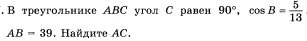 . В треугольнике ABC угол C равен 90°, cos B = 5/13,
AB = 39. Найдите AC.